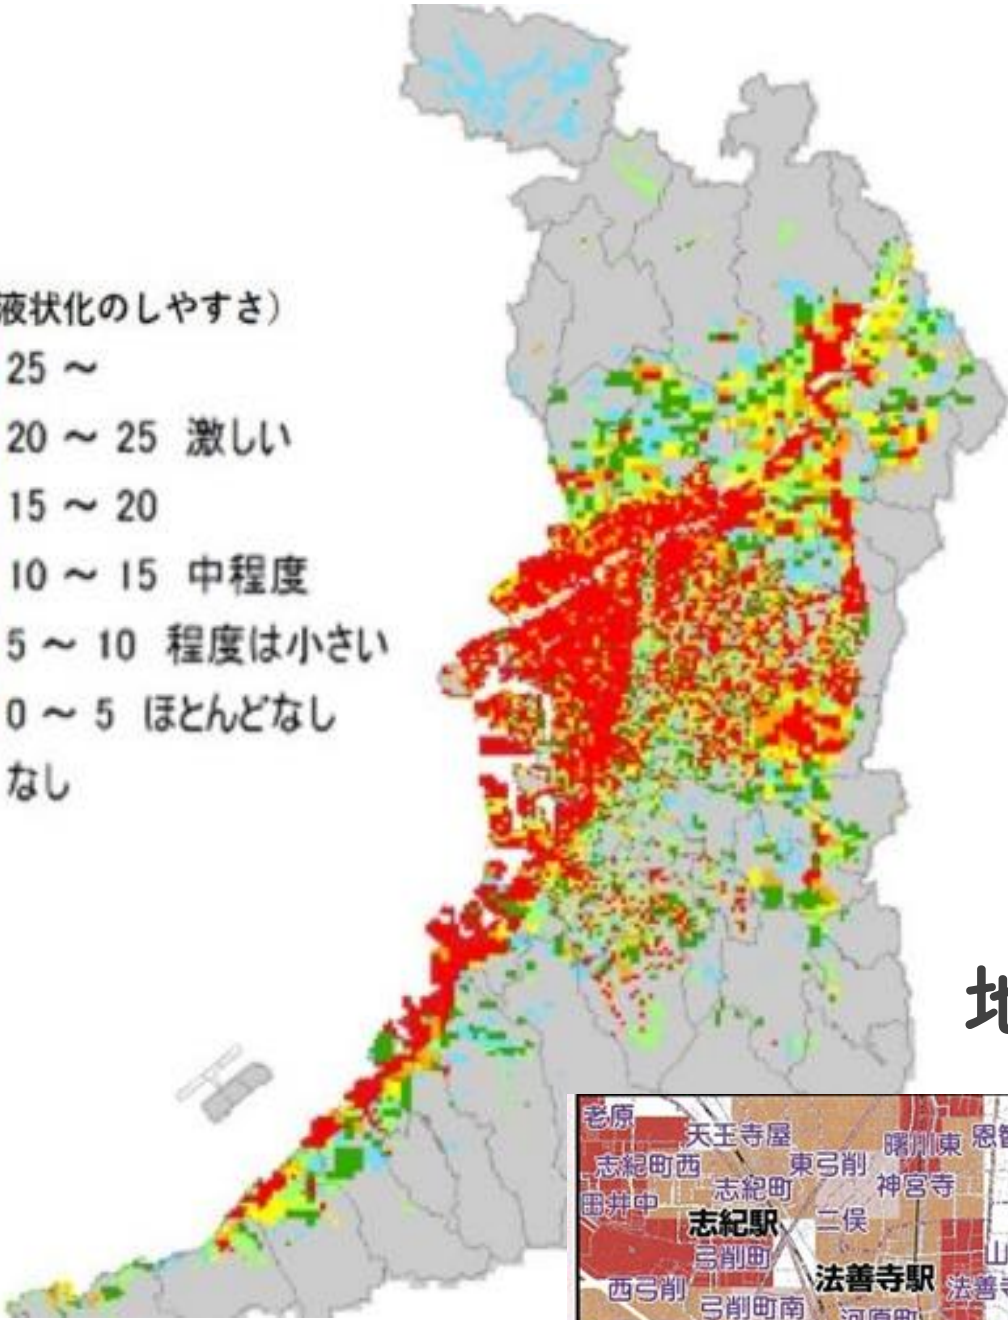 液状化のしやすさ）
25 ～
20 ～ 25 激しい
15 ～ 20
10 ～ 15 中程度
5 ～ 10 程度は小さい
0 ～ 5 ほとんどなし
なし
老原
天王寺屋
曙川東
志紀町西
東弓削
志紀町
神宮寺
田井中
志紀駅
二俣
弓削町
法善寺駅
西弓削
弓削町南